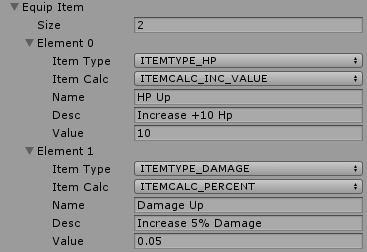 Equip Item
Size 2
Element 0
Item Type ITEMTYPE_HP
Item Calc ITEMCALC_INC_VALUE
Name HP Up
Desc Increase +10 Hp
Value 10
Element 1
Item Type ITEMTYPE_DAMAGE
Item Calc ITEMCALC_PERCENT
Name Damage Up
Desc Increase 5% Damage
Value 0.05